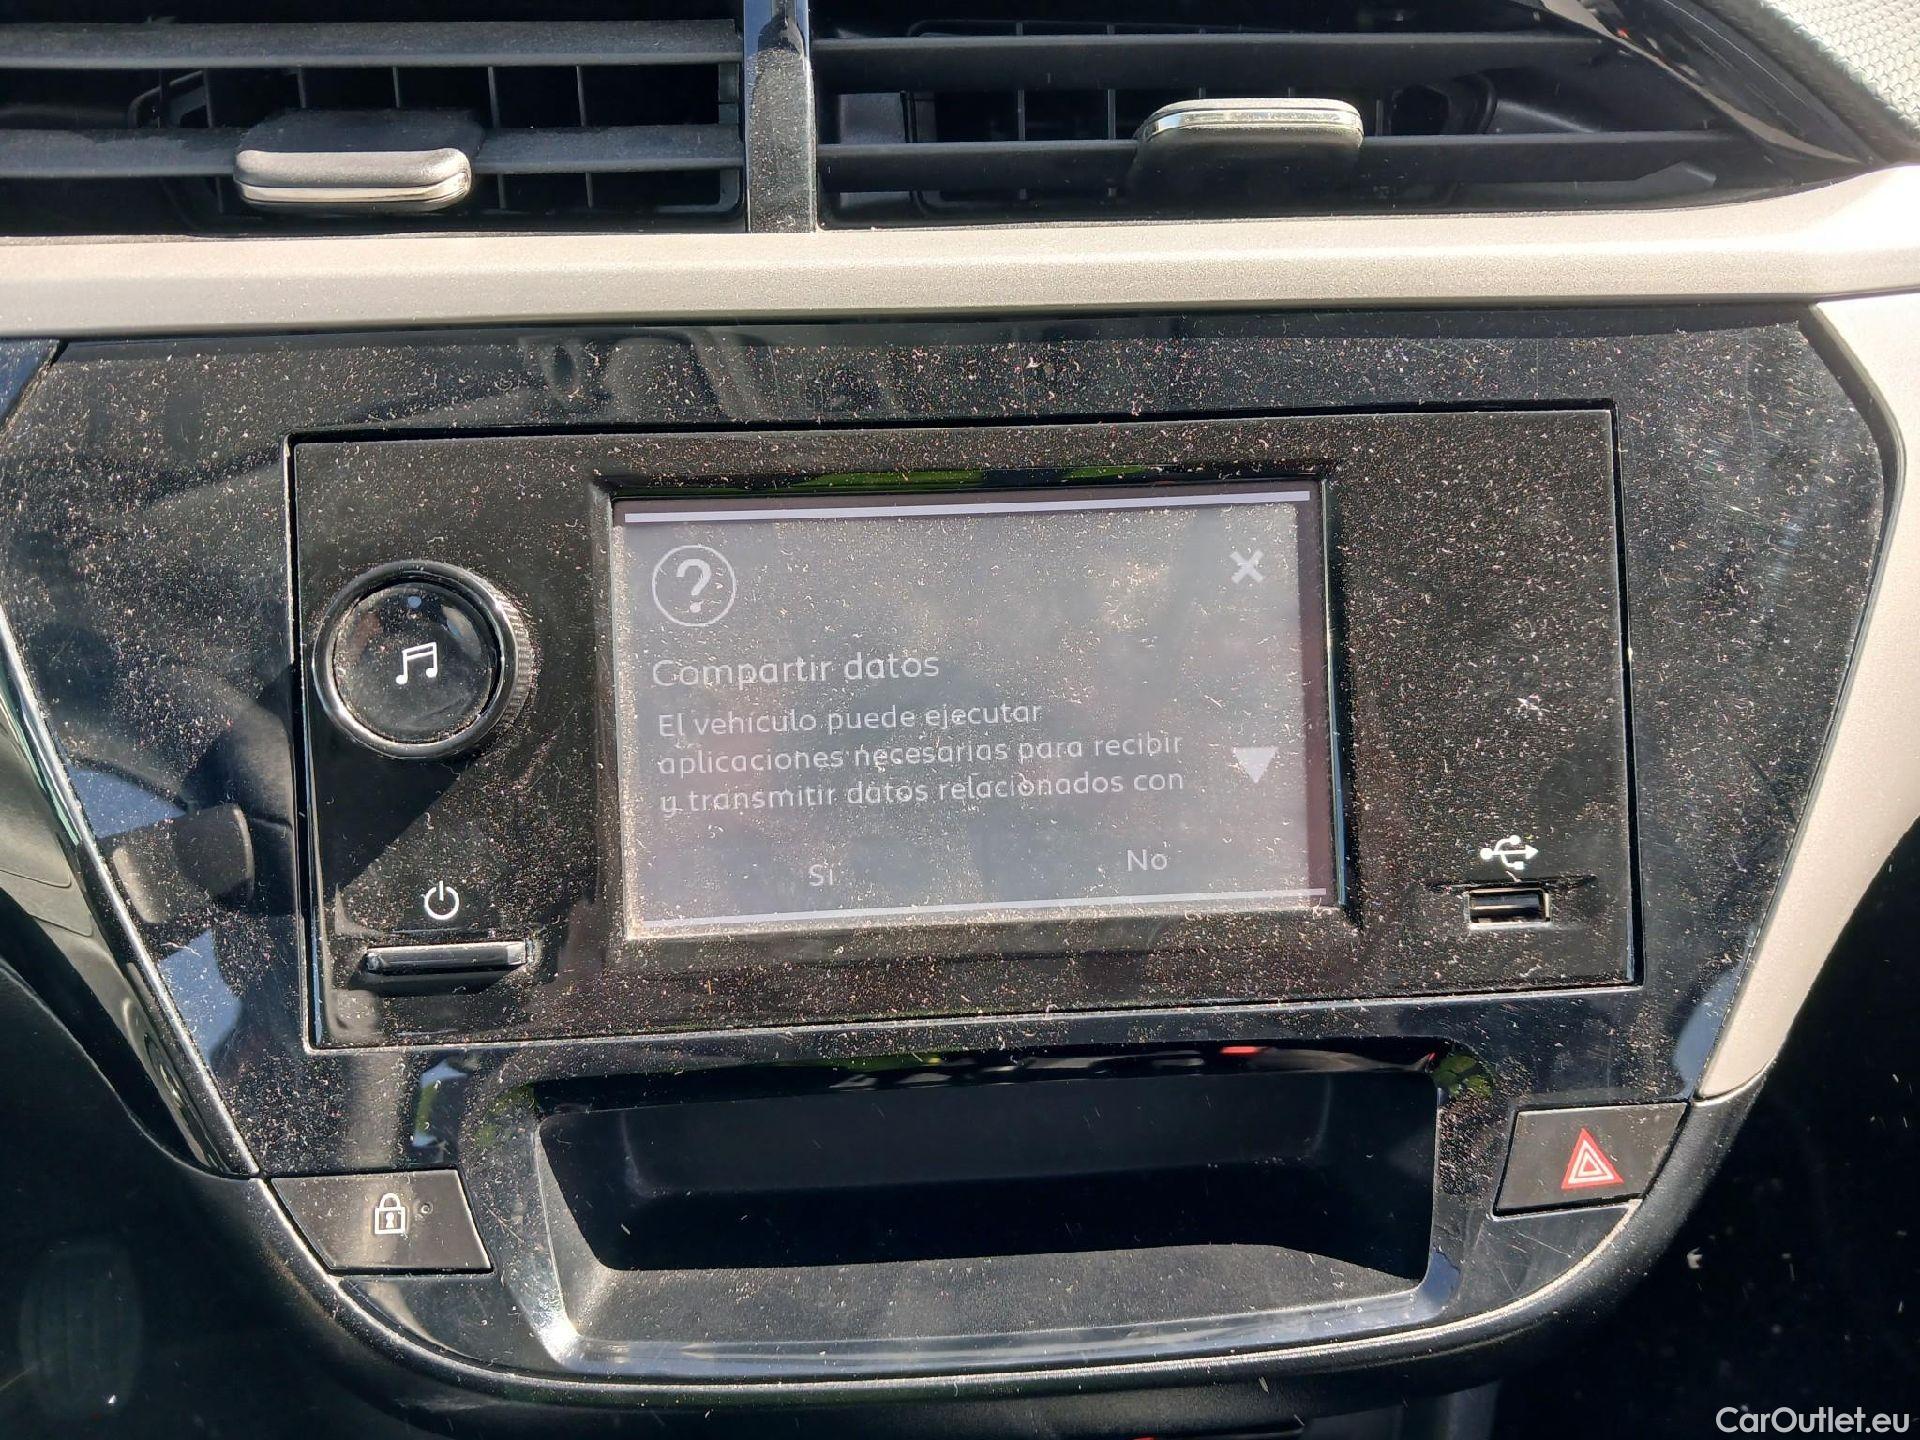 Compartir datos
El vehículo puede ejecutar
aplicaciones necesarias para recibir
y transmitir datos relacionados con
Sí
No
CarOutlet.eu